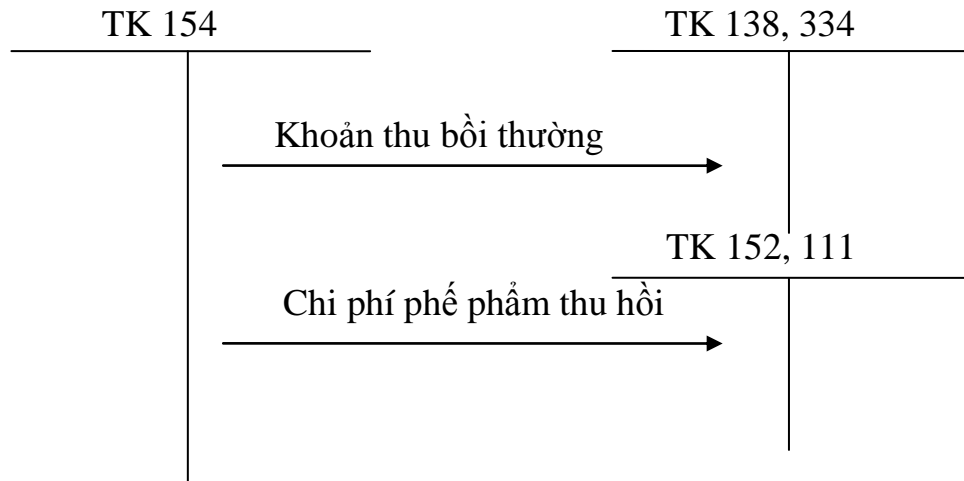 TK 154
TK 138, 334
Khoản thu bồi thường
TK 152, 111
Chi phí phế phẩm thu hồi